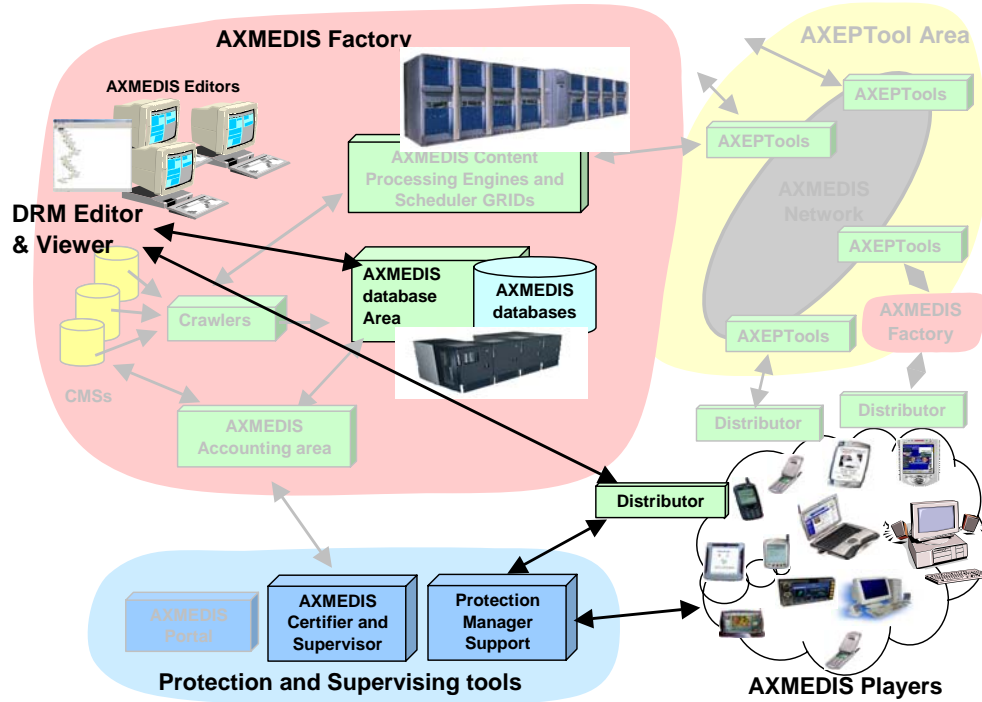 AXMEDIS Factory
AXEPTool Area
AXMEDIS Editors
AXEPTools
AXEPTools
AXMEDIS Content
Processing Engines and
Scheduler GRIDs
AXMEDIS
Network
DRM Editor
& Viewer
AXEPTools
AXMEDIS
database
Area
AXMEDIS
databases
Crawlers
AXMEDIS
Factory
AXEPTools
CMSs
AXMEDIS
Accounting area
Distributor
Distributor
Distributor
AXMEDIS
Portal
AXMEDIS
Certifier and
Supervisor
Protection
Manager
Support
Protection and Supervising tools
AXMEDIS Players